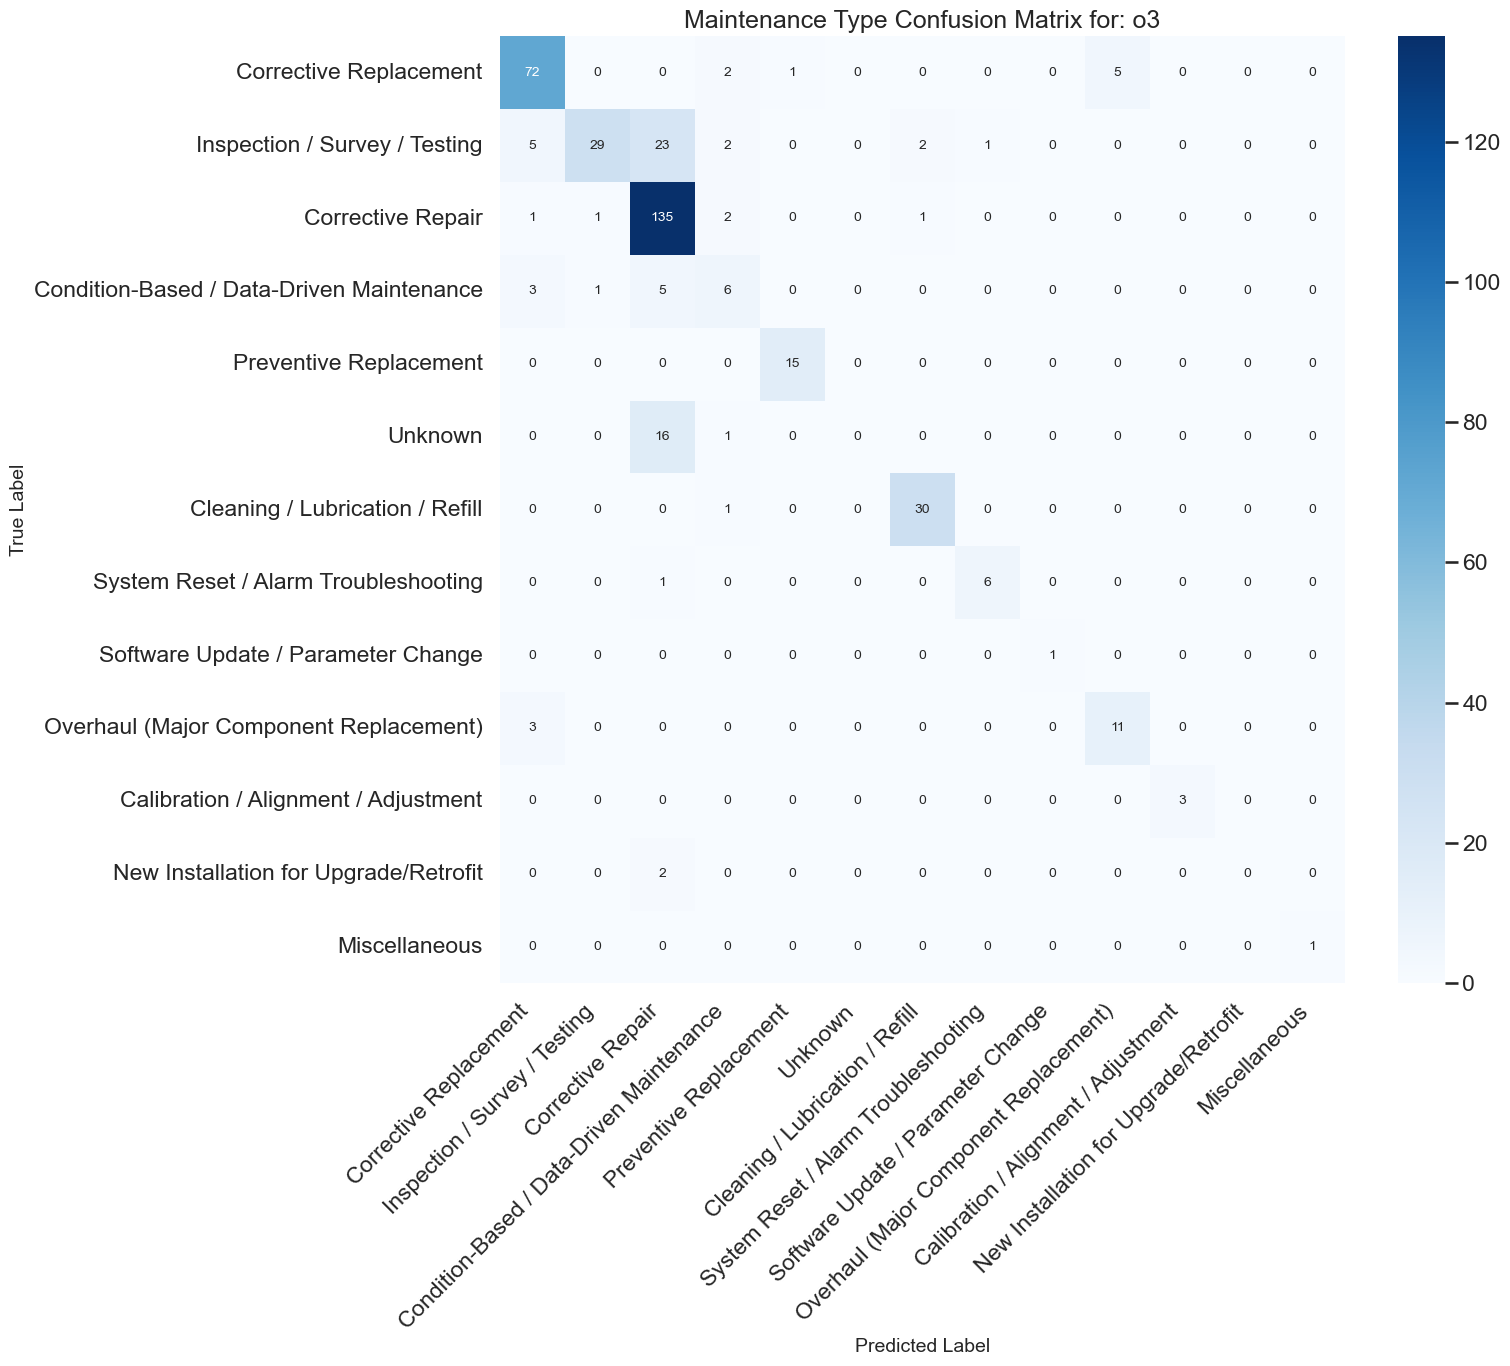 Maintenance Type Confusion Matrix for: o3
Corrective Replacement 72 0 0 2 1 0 0 0 0 5 0 0 0
Inspection / Survey / Testing 5 29 23 2 0 0 2 1 0 0 0 0 0
Corrective Repair 1 1 135 2 0 0 1 0 0 0 0 0 0
Condition-Based / Data-Driven Maintenance 3 1 5 6 0 0 0 0 0 0 0 0 0
Preventive Replacement 0 0 0 0 15 0 0 0 0 0 0 0 0
Unknown 0 0 16 1 0 0 0 0 0 0 0 0 0
Cleaning / Lubrication / Refill 0 0 0 1 0 0 30 0 0 0 0 0 0
System Reset / Alarm Troubleshooting 0 0 1 0 0 0 0 6 0 0 0 0 0
Software Update / Parameter Change 0 0 0 0 0 0 0 0 1 0 0 0 0
Overhaul (Major Component Replacement) 3 0 0 0 0 0 0 0 0 11 0 0 0
Calibration / Alignment / Adjustment 0 0 0 0 0 0 0 0 0 0 3 0 0
New Installation for Upgrade/Retrofit 0 0 2 0 0 0 0 0 0 0 0 0 0
Miscellaneous 0 0 0 0 0 0 0 0 0 0 0 0 1
True Label
Corrective Replacement
Inspection / Survey / Testing
Corrective Repair
Condition-Based / Data-Driven Maintenance
Preventive Replacement
Unknown
Cleaning / Lubrication / Refill
System Reset / Alarm Troubleshooting
Software Update / Parameter Change
Overhaul (Major Component Replacement)
Calibration / Alignment / Adjustment
New Installation for Upgrade/Retrofit
Miscellaneous
Predicted Label
120
100
80
60
40
20
0